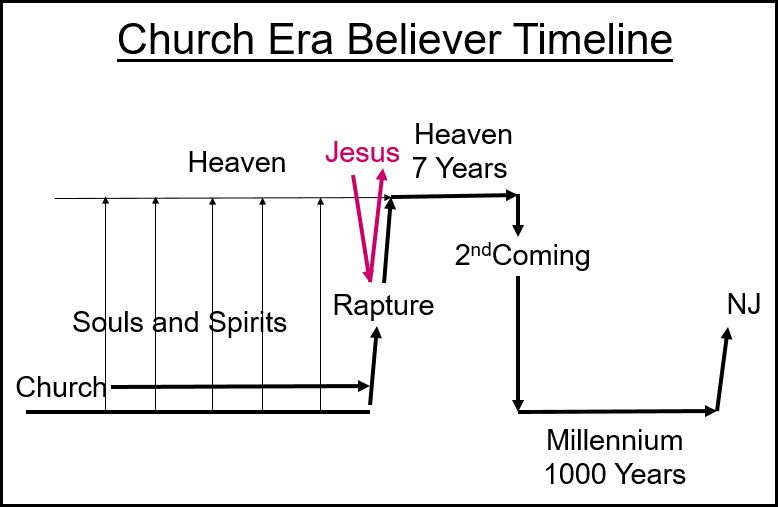 Church Era Believer Timeline
Heaven
Jesus
Heaven
7 Years
2ndComing
Souls and Spirits
Rapture
NJ
Church
Millennium
1000 Years